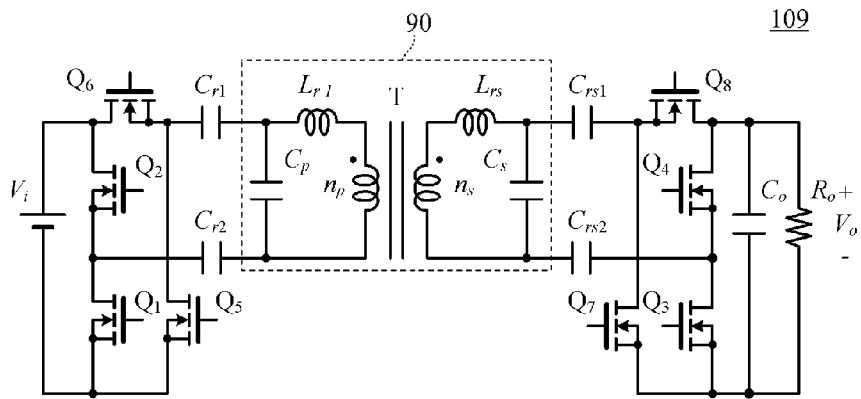 109
90
Q6
Cr1
Lr1
T
Lrs
Crs1
Q8
Q2
Cp
np
ns
Cs
Q4
Vi
Co
Ro
+
Vo
-
Cr2
Crs2
Q1
Q5
Q7
Q3